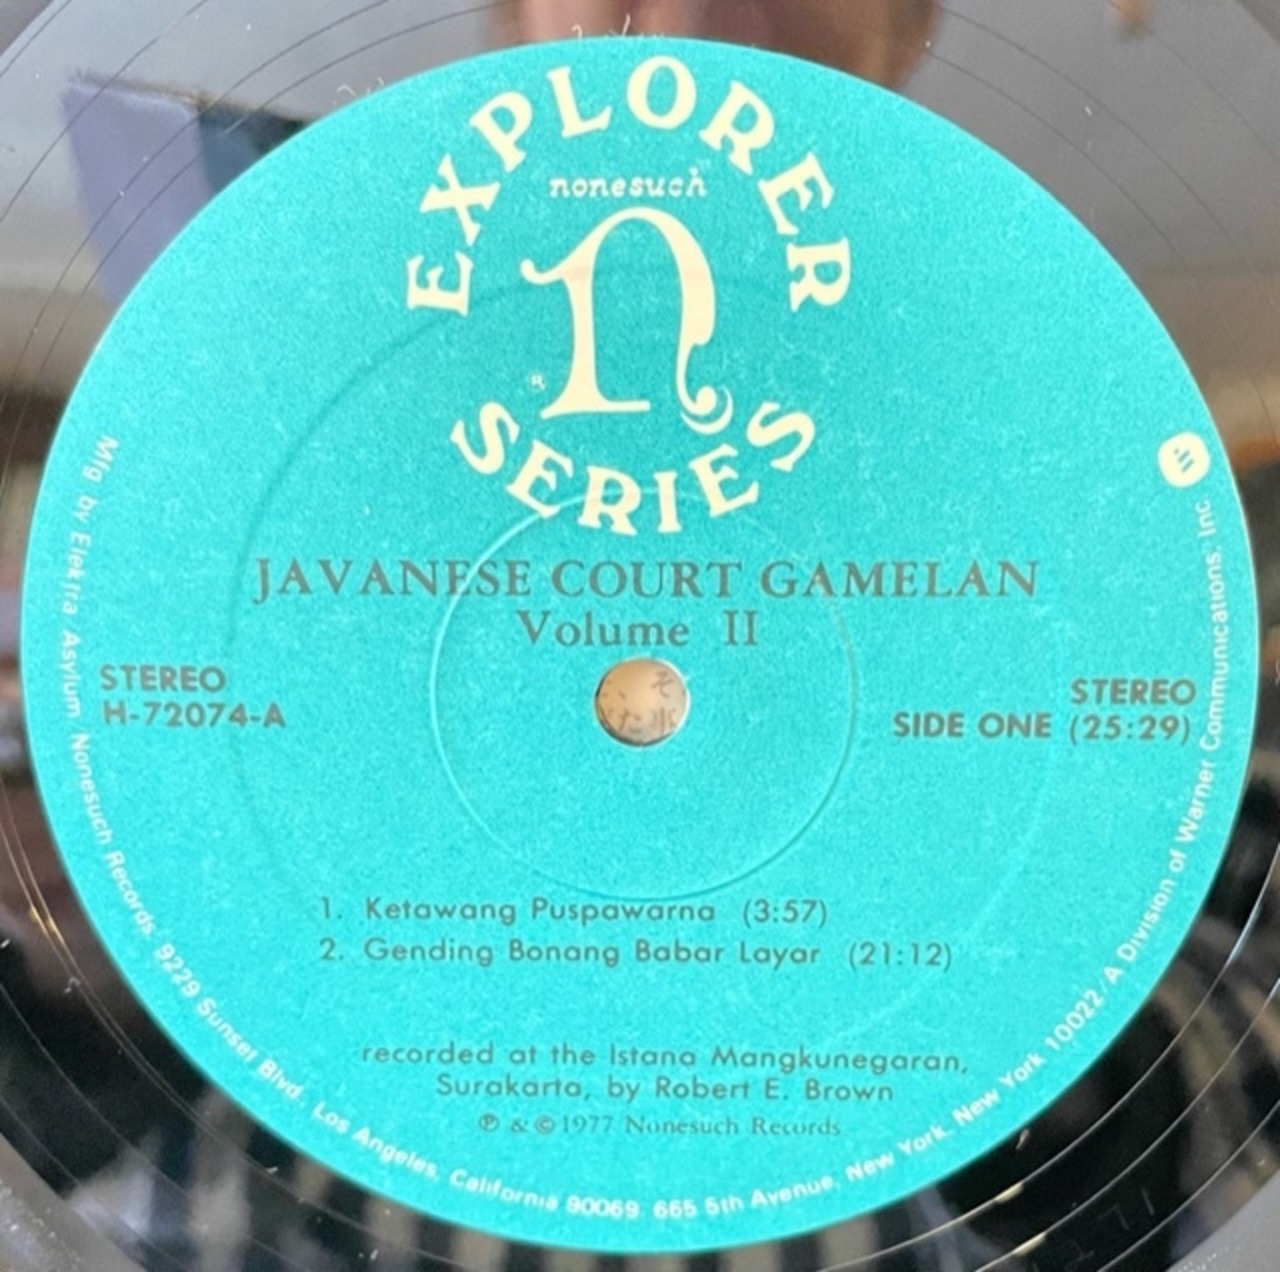 EXPLORER
nonesuch
n
®
SERIES
JAVANESE COURT GAMELAN
Volume II
STEREO
H-72074-A
STEREO
SIDE ONE (25:29)
1. Ketawang Puspawarna (3:57)
2. Gending Bonang Babar Layar (21:12)
recorded at the Istana Mangkunegaran,
Surakarta, by Robert E. Brown
℗ & © 1977 Nonesuch Records
Mfg by Elektra/Asylum/Nonesuch Records, 9229 Sunset Blvd., Los Angeles, California 90069. 665 5th Avenue, New York, New York 10022/A Division of Warner Communications, Inc